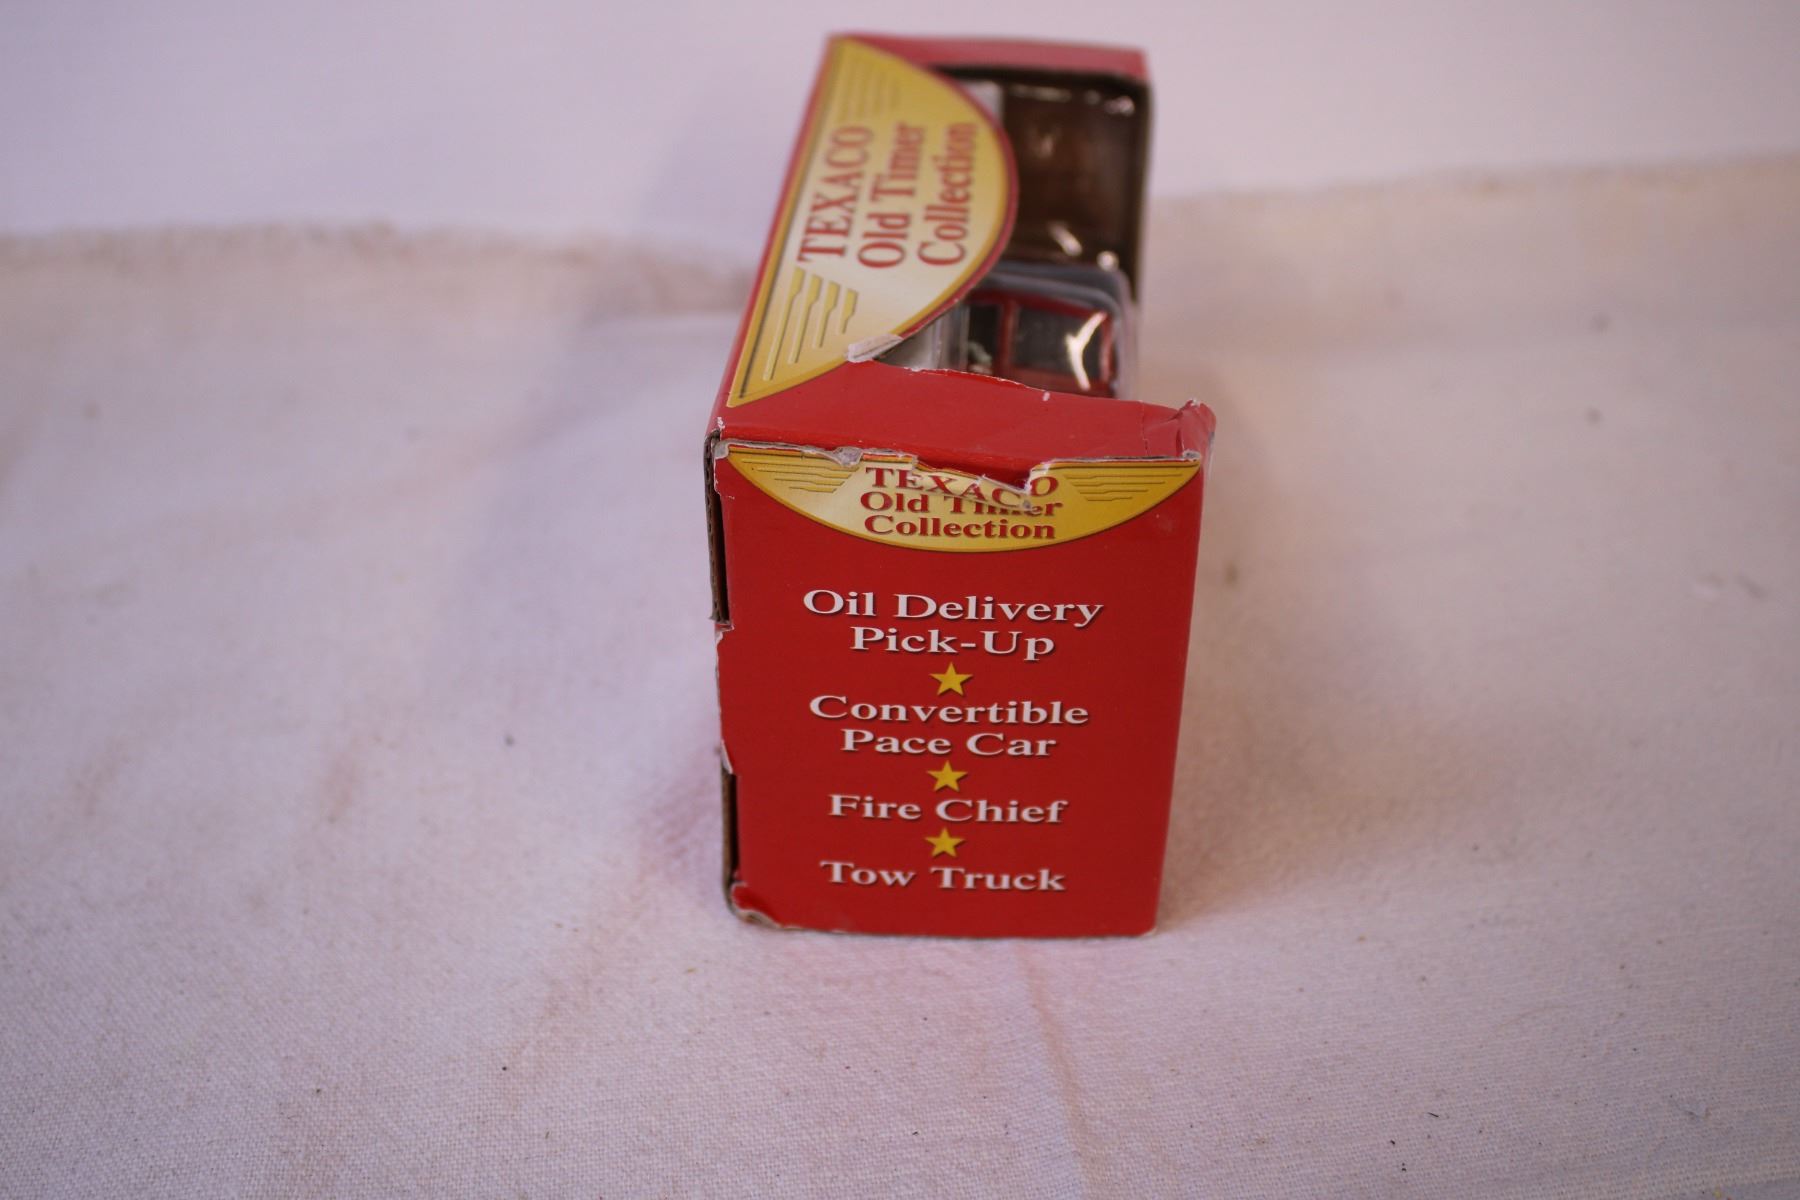 TEXACO
Old Timer
Collection
TEXACO
Old Timer
Collection
Oil Delivery
Pick-Up
Convertible
Pace Car
Fire Chief
Tow Truck